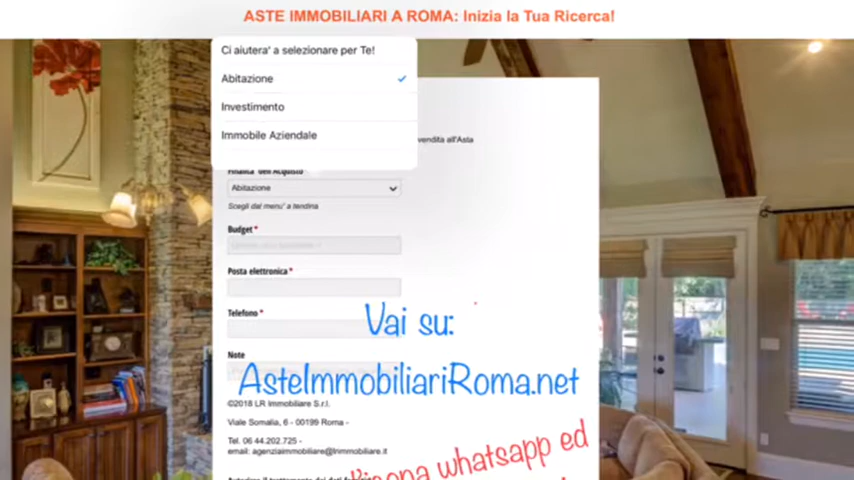 ASTE IMMOBILIARI A ROMA: Inizia la Tua Ricerca!
Ci aiutera' a selezionare per Te!
Abitazione
Investimento
Immobile Aziendale
vendita all'Asta
Finalita' dell'Acquisto
Abitazione
Scegli dal menu' a tendina
Budget *
Posta elettronica *
Telefono *
Note
Vai su:
AsteImmobiliariRoma.net
©2018 LR Immobiliare S.r.l.
Viale Somalia, 6 - 00199 Roma -
Tel. 06 44.202.725 -
email: agenziaimmobiliare@lrimmobiliare.it
whatsapp ed